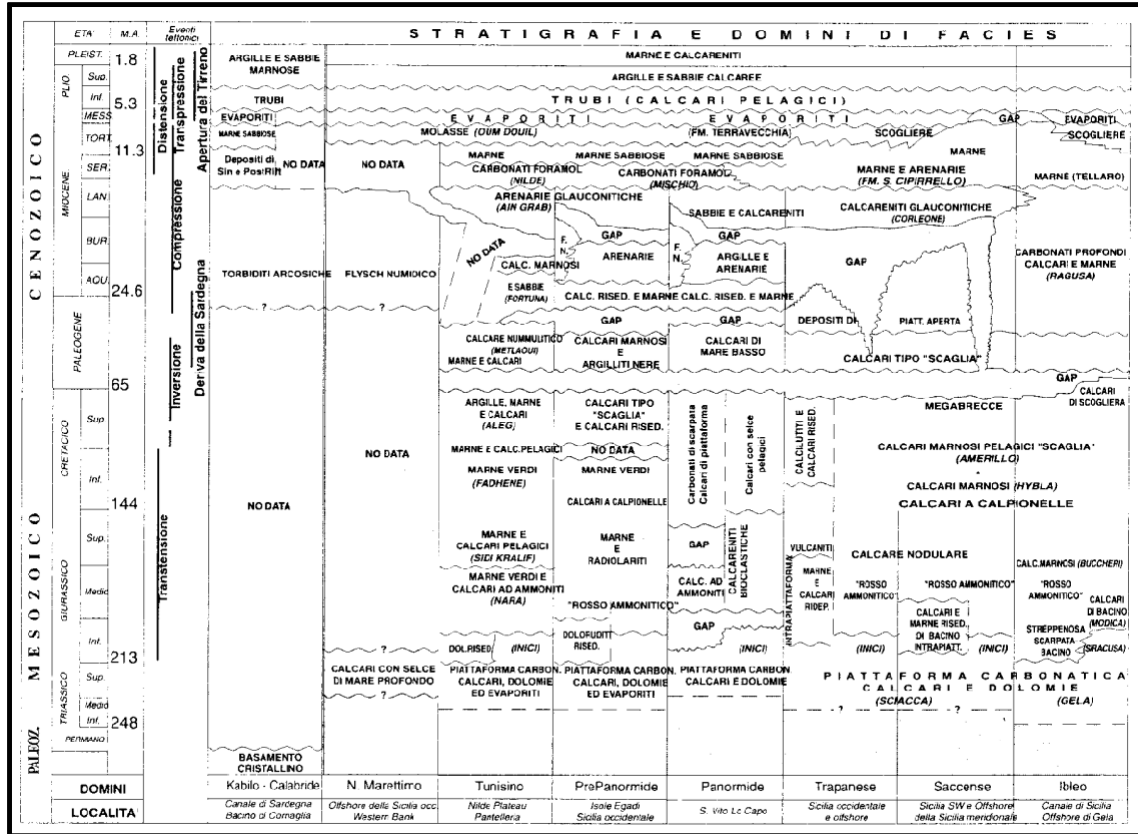 ETA'
M.A.
Eventi
tettonici
STRATIGRAFIA E DOMINI DI FACIES
CENOZOICO
MESOZOICO
PALEOZ.
PLIO
MIOCENE
PALEOGENE
CRETACICO
GIURASSICO
TRIASSICO
PLEIST.
Sup.
Inf.
MESS
TORT
SER
LAN
BUR.
AQU.
Sup
Inf.
Sup.
Medio
Inf.
Sup.
Medio
Inf.
PERMIANO
1.8
5.3
11.3
24.6
65
144
213
248
Distensione
Transpressione
Apertura del Tirreno
Compressione
Deriva della Sardegna
Inversione
Transtensione
ARGILLE E SABBIE
MARNOSE
TRUBI
EVAPORITI
MARNE SABBIOSE
Depositi di
Sin e PostRift
NO DATA
TORBIDITI ARCOSICHE
?
NO DATA
BASAMENTO
CRISTALLINO
MARNE E CALCARENITI
ARGILLE E SABBIE CALCAREE
TRUBI (CALCARI PELAGICI)
EVAPORITI
EVAPORITI
GAP
EVAPORITI
MOLASSE (OUM DOUIL)
(FM. TERRAVECCHIA)
SCOGLIERE
SCOGLIERE
NO DATA
FLYSCH NUMIDICO
?
NO DATA
?
CALCARI CON SELCE
DI MARE PROFONDO
?
MARNE
CARBONATI FORAMOL
(NILDE)
ARENARIE GLAUCONITICHE
(AIN GRAB)
NO DATA
CALC. MARNOSI
E SABBIE
(FORTUNA)
CALCARE NUMMULITICO
(METLAOUI)
MARNE E CALCARI
ARGILLE, MARNE
E CALCARI
(ALEG)
MARNE E CALC.PELAGICI
MARNE VERDI
(FADHENE)
MARNE E
CALCARI PELAGICI
(SIDI KRALIF)
MARNE VERDI E
CALCARI AD AMMONITI
(NARA)
DOL.RISED.
(INICI)
PIATTAFORMA CARBON.
CALCARI, DOLOMIE
ED EVAPORITI
MARNE SABBIOSE
F.
N.
GAP
ARENARIE
CALC. RISED. E MARNE
GAP
CALCARI MARNOSI
E
ARGILLITI NERE
CALCARI TIPO
"SCAGLIA"
E CALCARI RISED.
NO DATA
MARNE VERDI
CALCARI A CALPIONELLE
MARNE
E
RADIOLARITI
"ROSSO AMMONITICO"
DOLORUDITI
RISED.
(INICI)
PIATTAFORMA CARBON.
CALCARI, DOLOMIE
ED EVAPORITI
MARNE SABBIOSE
CARBONATI FORAMOL
(MISCHIO)
SABBIE E CALCARENITI
F.
N.
GAP
ARGILLE E
ARENARIE
CALC. RISED. E MARNE
GAP
CALCARI DI
MARE BASSO
Carbonati di scarpata
Calcari di piattaforma
Calcari con selce
pelagici
GAP
CALCARENITI
BIOCLASTICHE
CALC. AD
AMMONITI
GAP
(INICI)
PIATTAFORMA CARBON.
CALCARI E DOLOMIE
MARNE
MARNE E ARENARIE
(FM. S. CIPIRRELLO)
CALCARENITI GLAUCONITICHE
(CORLEONE)
GAP
DEPOSITI DI
PIATT. APERTA
CALCARI TIPO "SCAGLIA"
CALCILUTITI E
CALCARI RISED.
MEGABRECCE
CALCARI MARNOSI PELAGICI "SCAGLIA"
(AMERILLO)
CALCARI MARNOSI (HYBLA)
CALCARI A CALPIONELLE
VULCANITI
CALCARE NODULARE
INTRAPIATTAFORMA
MARNE
E
CALCARI
RIDEP.
"ROSSO
AMMONITICO"
(INICI)
"ROSSO AMMONITICO"
CALCARI E
MARNE RISED.
DI BACINO
INTRAPIATT.
(INICI)
PIATTAFORMA CARBONATICA
CALCARI E DOLOMIE
(SCIACCA)
(GELA)
?
?
MARNE (TELLARO)
CARBONATI PROFONDI
CALCARI E MARNE
(RAGUSA)
GAP
CALCARI
DI SCOGLIERA
CALC.MARNOSI (BUCCHERI)
"ROSSO
AMMONITICO"
CALCARI
DI BACINO
(MODICA)
STREPPENOSA
SCARPATA
BACINO
(SIRACUSA)
DOMINI
Kabilo - Calabride
N. Marettimo
Tunisino
PrePanormide
Panormide
Trapanese
Saccense
Ibleo
LOCALITA'
Canale di Sardegna
Bacino di Cornaglia
Offshore della Sicilia occ.
Western Bank
Nilde Plateau
Pantelleria
Isole Egadi
Sicilia occidentale
S. Vito Lo Capo
Sicilia occidentale
e offshore
Sicilia SW e Offshore
della Sicilia meridionale
Canale di Sicilia
Offshore di Gela